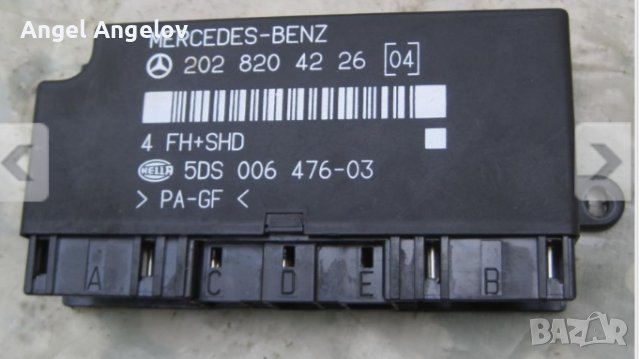 Angel Angelov
MERCEDES-BENZ
202 820 42 26 [04]
4 FH+SHD
HELLA 5DS 006 476-03
> PA-GF <
A C D E B
BAZAR